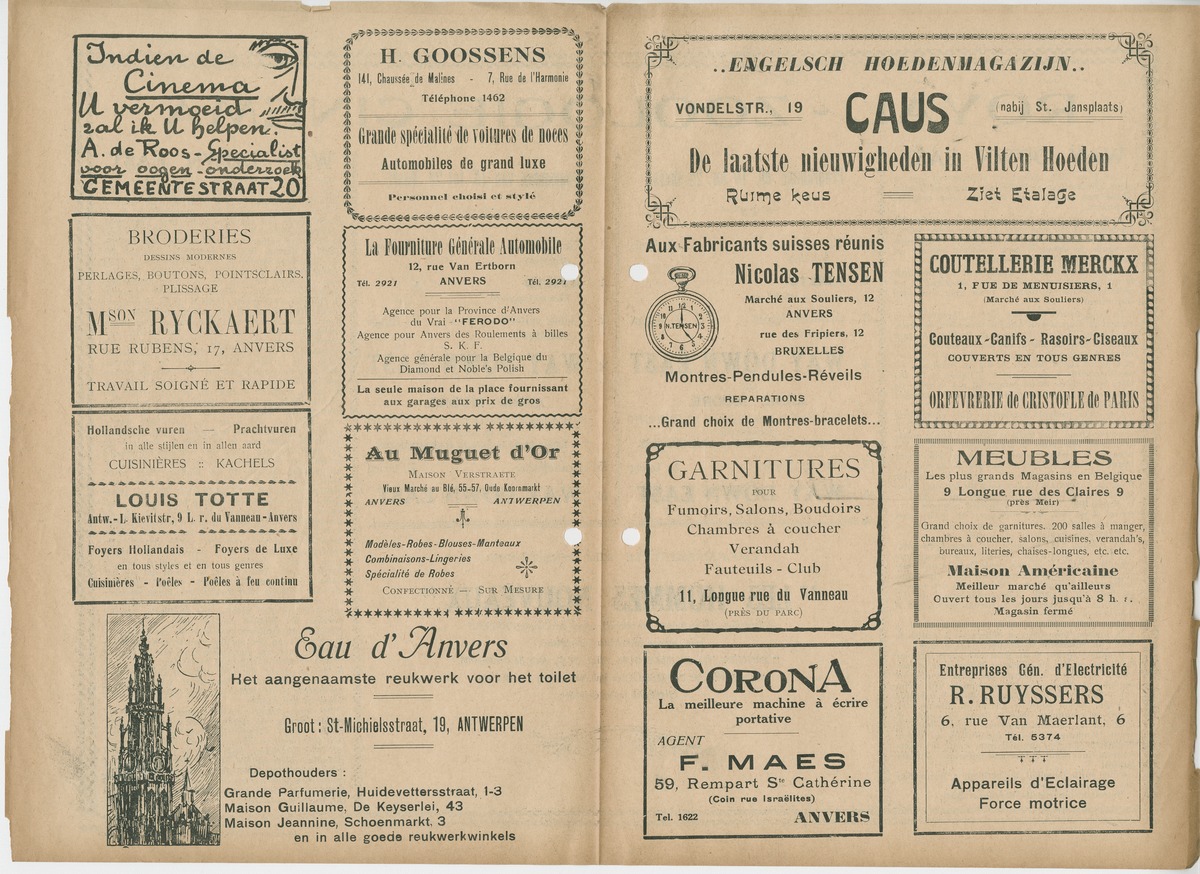 Indien de
Cinema
U vermoeid
zal ik U helpen.
A. de Roos - Specialist
voor oogen-onderzoek
GEMEENTESTRAAT 20
BRODERIES
DESSINS MODERNES
PERLAGES, BOUTONS, POINTSCLAIRS,
PLISSAGE
MSON RYCKAERT
RUE RUBENS, 17, ANVERS
TRAVAIL SOIGNÉ ET RAPIDE
Hollandsche vuren — Prachtvuren
in alle stijlen en in allen aard
CUISINIÈRES :: KACHELS
LOUIS TOTTE
Antw.-L. Kievitstr, 9 L. r. du Vanneau-Anvers
Foyers Hollandais - Foyers de Luxe
en tous styles et en tous genres
Cuisinières - Poêles - Poêles à feu continu
H. GOOSSENS
141, Chaussée de Malines - 7, Rue de l'Harmonie
Téléphone 1462
Grande spécialité de voitures de noces
Automobiles de grand luxe
Personnel choisi et stylé
La Fourniture Générale Automobile
12, rue Van Ertborn
Tél. 2921 ANVERS Tél. 2921
Agence pour la Province d'Anvers
du Vrai "FERODO"
Agence pour Anvers des Roulements à billes
S. K. F.
Agence générale pour la Belgique du
Diamond et Noble's Polish
La seule maison de la place fournissant
aux garages aux prix de gros
Au Muguet d'Or
MAISON VERSTRAETE
Vieux Marché au Blé, 55-57, Oude Koornmarkt
ANVERS ANTWERPEN
Modèles-Robes-Blouses-Manteaux
Combinaisons-Lingeries
Spécialité de Robes
CONFECTIONNÉ — SUR MESURE
Eau d'Anvers
Het aangenaamste reukwerk voor het toilet
Groot: St-Michielsstraat, 19, ANTWERPEN
Depothouders :
Grande Parfumerie, Huidevettersstraat, 1-3
Maison Guillaume, De Keyserlei, 43
Maison Jeannine, Schoenmarkt, 3
en in alle goede reukwerkwinkels
..ENGELSCH HOEDENMAGAZIJN..
VONDELSTR., 19 CAUS (nabij St. Jansplaats)
De laatste nieuwigheden in Vilten Hoeden
Ruime keus Ziet Etalage
Aux Fabricants suisses réunis
Nicolas TENSEN
Marché aux Souliers, 12
ANVERS
rue des Fripiers, 12
BRUXELLES
N. TENSEN
Montres-Pendules-Réveils
REPARATIONS
...Grand choix de Montres-bracelets...
COUTELLERIE MERCKX
1, FUE DE MENUISIERS, 1
(Marché aux Souliers)
Couteaux-Canifs - Rasoirs-Ciseaux
COUVERTS EN TOUS GENRES
ORFEVRERIE de CRISTOFLE de PARIS
GARNITURES
POUR
Fumoirs, Salons, Boudoirs
Chambres à coucher
Verandah
Fauteuils - Club
11, Longue rue du Vanneau
(PRÈS DU PARC)
MEUBLES
Les plus grands Magasins en Belgique
9 Longue rue des Claires 9
(près Meir)
Grand choix de garnitures. 200 salles à manger,
chambres à coucher, salons, cuisines, verandah's,
bureaux, literies, chaises-longues, etc. etc.
Maison Américaine
Meilleur marché qu'ailleurs
Ouvert tous les jours jusqu'à 8 h.
Magasin fermé
CORONA
La meilleure machine à écrire
portative
AGENT
F. MAES
59, Rempart Ste Cathérine
(Coin rue Israëlites)
Tel. 1622 ANVERS
Entreprises Gén. d'Electricité
R. RUYSSERS
6, rue Van Maerlant, 6
Tél. 5374
Appareils d'Eclairage
Force motrice